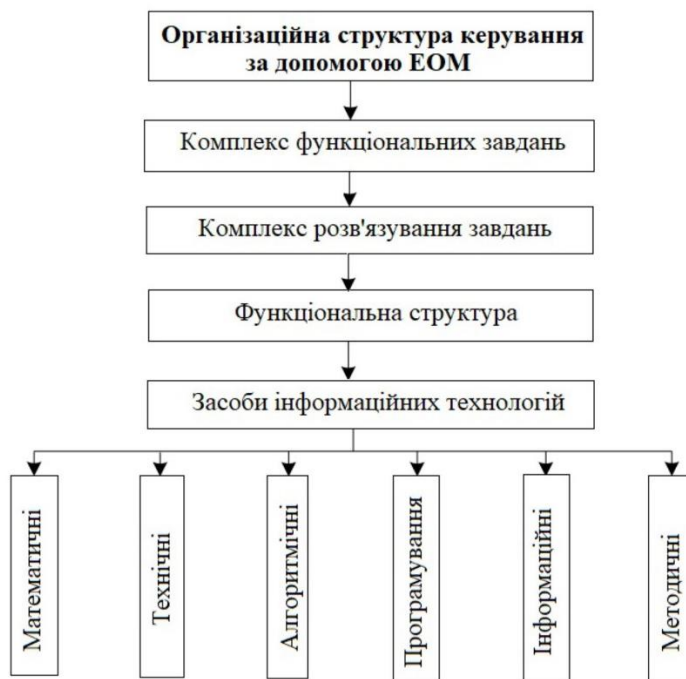 Організаційна структура керування
за допомогою ЕОМ
Комплекс функціональних завдань
Комплекс розв'язування завдань
Функціональна структура
Засоби інформаційних технологій
Математичні
Технічні
Алгоритмічні
Програмування
Інформаційні
Методичні